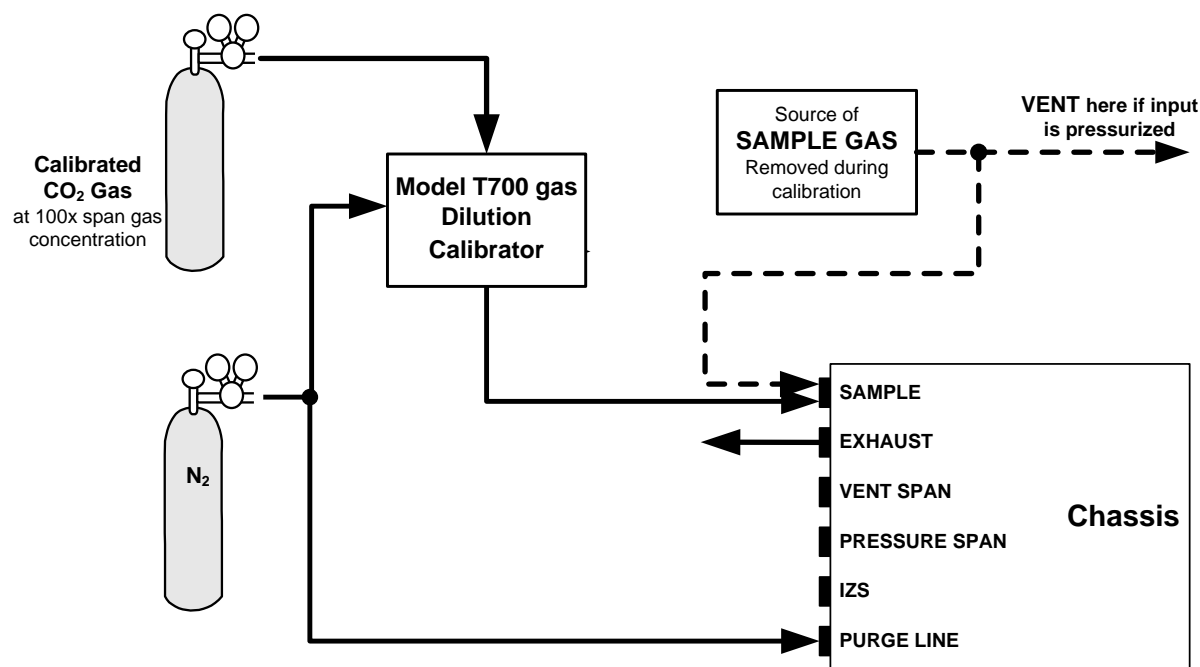 Calibrated
CO₂ Gas
at 100x span gas
concentration
Model T700 gas
Dilution
Calibrator
Source of
SAMPLE GAS
Removed during
calibration
VENT here if input
is pressurized
N₂
SAMPLE
EXHAUST
VENT SPAN
PRESSURE SPAN
IZS
PURGE LINE
Chassis